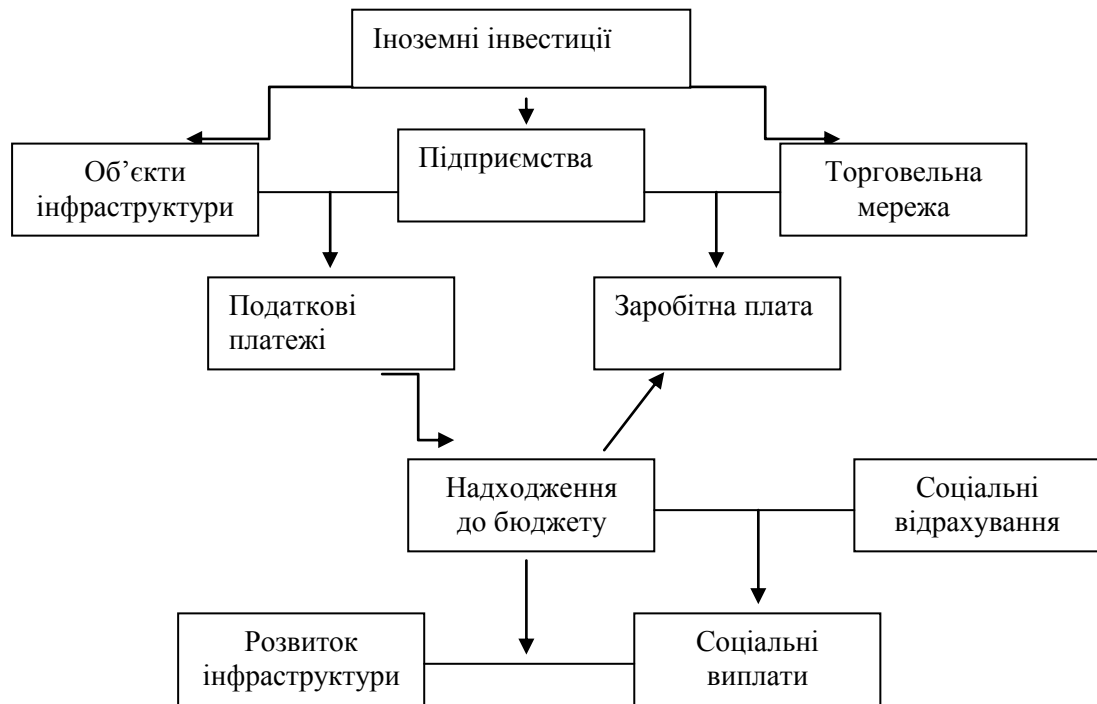 Іноземні інвестиції
Об’єкти
інфраструктури
Підприємства
Торговельна
мережа
Податкові
платежі
Заробітна плата
Надходження
до бюджету
Соціальні
відрахування
Розвиток
інфраструктури
Соціальні
виплати